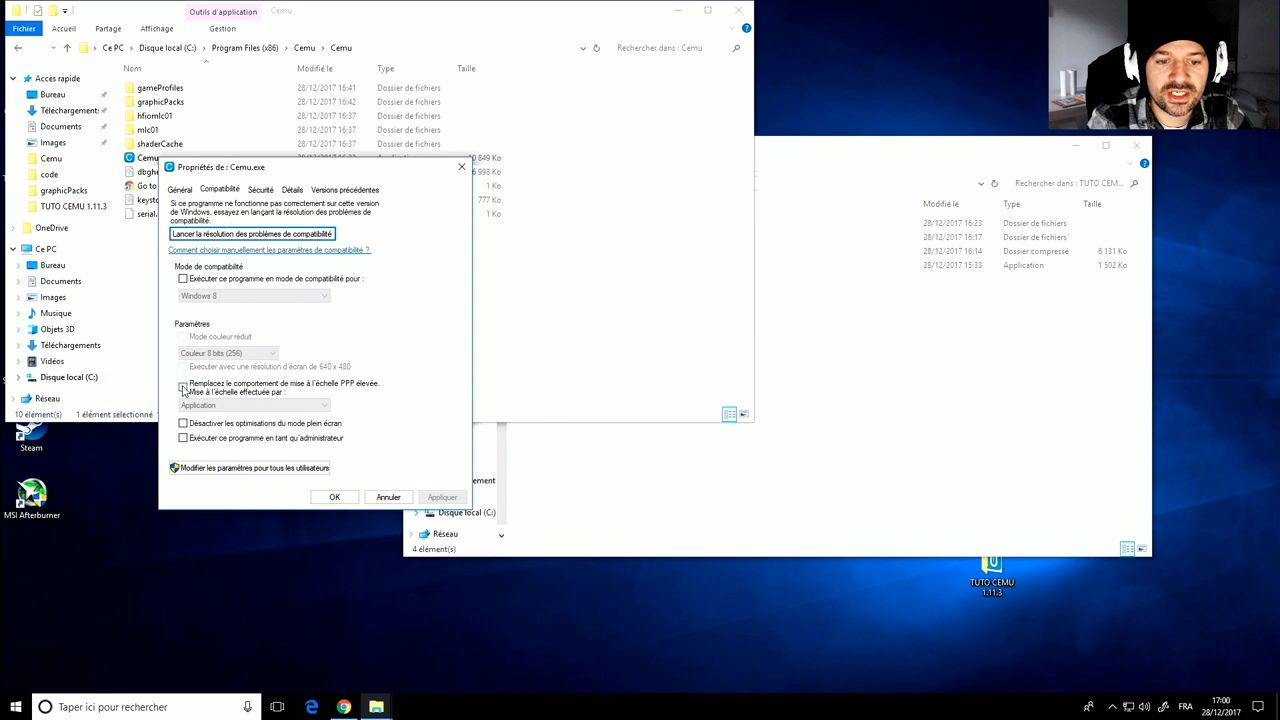 Outils d'application
Cemu
Fichier
Accueil
Partage
Affichage
Gestion
Ce PC
Disque local (C:)
Program Files (x86)
Cemu
Cemu
Rechercher dans : Cemu
Nom
Modifié le
Type
Taille
Accès rapide
Bureau
Téléchargements
Documents
Images
Cemu
code
graphicPacks
TUTO CEMU 1.11.3
OneDrive
Ce PC
Bureau
Documents
Images
Musique
Objets 3D
Téléchargements
Vidéos
Disque local (C:)
Réseau
10 élément(s)
1 élément sélectionné
gameProfiles 28/12/2017 16:41 Dossier de fichiers
graphicPacks 28/12/2017 16:42 Dossier de fichiers
hfiomlc01 28/12/2017 16:37 Dossier de fichiers
mlc01 28/12/2017 16:37 Dossier de fichiers
shaderCache 28/12/2017 16:37 Dossier de fichiers
Cemu
849 Ko
dbghe
998 Ko
Go to
1 Ko
keysto
777 Ko
serial.
1 Ko
Propriétés de : Cemu.exe
Général
Compatibilité
Sécurité
Détails
Versions précédentes
Si ce programme ne fonctionne pas correctement sur cette version
de Windows, essayez en lançant la résolution des problèmes de
compatibilité.
Lancer la résolution des problèmes de compatibilité
Comment choisir manuellement les paramètres de compatibilité ?
Mode de compatibilité
Exécuter ce programme en mode de compatibilité pour :
Windows 8
Paramètres
Mode couleur réduit
Couleur 8 bits (256)
Exécuter avec une résolution d'écran de 640 x 480
Remplacez le comportement de mise à l'échelle PPP élevée.
Mise à l'échelle effectuée par :
Application
Désactiver les optimisations du mode plein écran
Exécuter ce programme en tant qu'administrateur
Modifier les paramètres pour tous les utilisateurs
OK
Annuler
Appliquer
Rechercher dans : TUTO CEM...
Modifié le
Type
Taille
28/12/2017 16:23 Dossier de fichiers
28/12/2017 16:17 Dossier de fichiers
28/12/2017 16:14 Dossier compressé 6 131 Ko
28/12/2017 15:33 Application 1 502 Ko
ement
Disque local (C:)
Réseau
4 élément(s)
Steam
MSI Afterburner
TUTO CEMU
1.11.3
Taper ici pour rechercher
FRA
17:00
28/12/2017